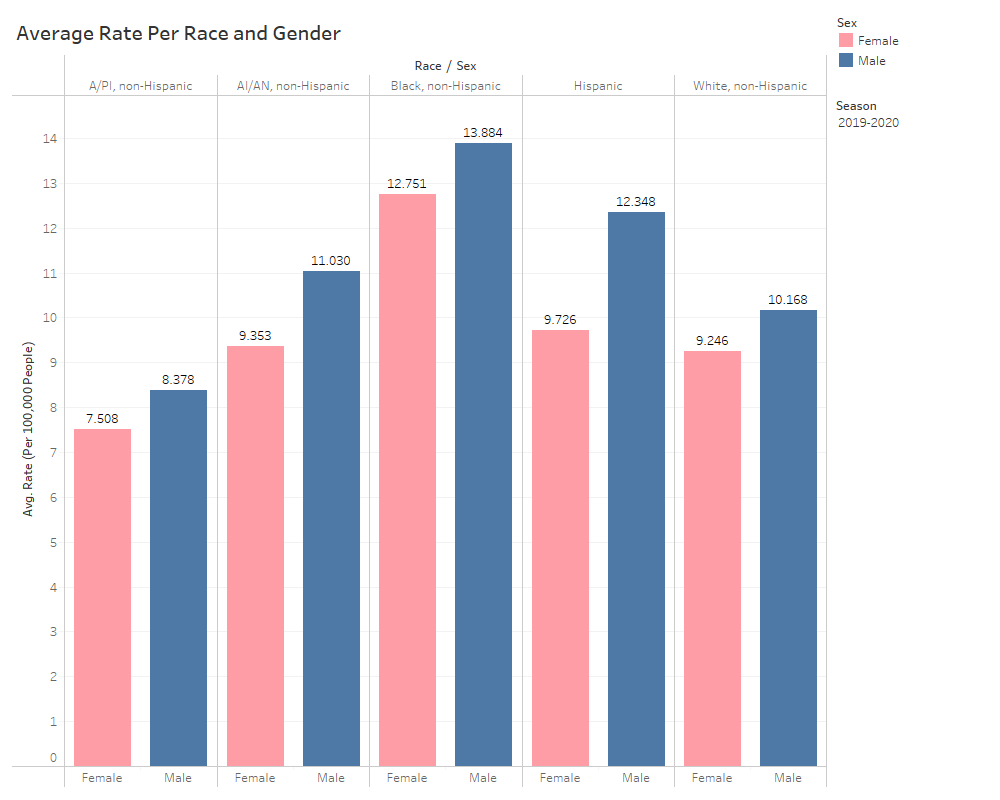 Average Rate Per Race and Gender
Sex
Female
Male
Season
2019-2020
Race / Sex
A/PI, non-Hispanic AI/AN, non-Hispanic Black, non-Hispanic Hispanic White, non-Hispanic
Avg. Rate (Per 100,000 People)
14
13
12
11
10
9
8
7
6
5
4
3
2
1
0
7.508
8.378
9.353
11.030
12.751
13.884
9.726
12.348
9.246
10.168
Female Male Female Male Female Male Female Male Female Male